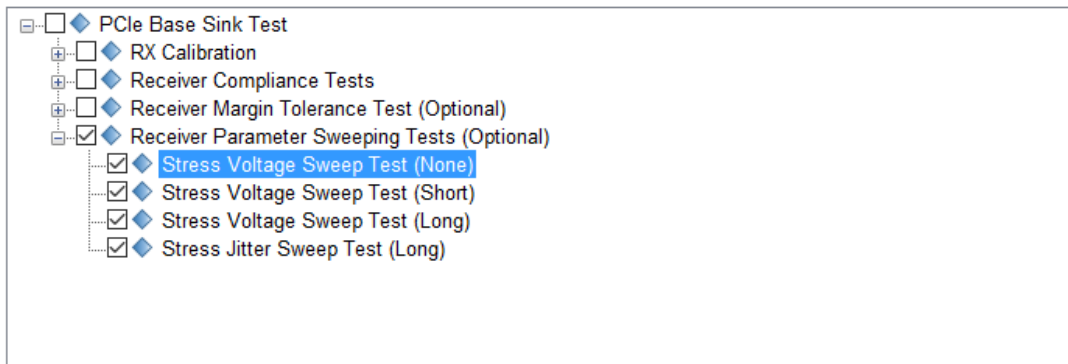 PCIe Base Sink Test
RX Calibration
Receiver Compliance Tests
Receiver Margin Tolerance Test (Optional)
Receiver Parameter Sweeping Tests (Optional)
Stress Voltage Sweep Test (None)
Stress Voltage Sweep Test (Short)
Stress Voltage Sweep Test (Long)
Stress Jitter Sweep Test (Long)